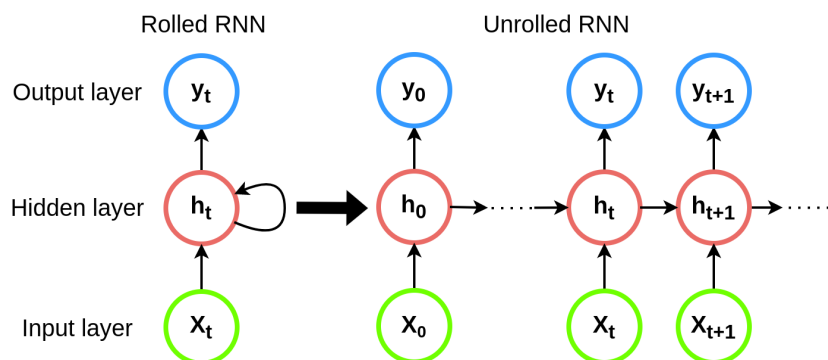 Rolled RNN Unrolled RNN
Output layer yt y0 yt yt+1
Hidden layer ht h0 ht ht+1
Input layer Xt X0 Xt Xt+1